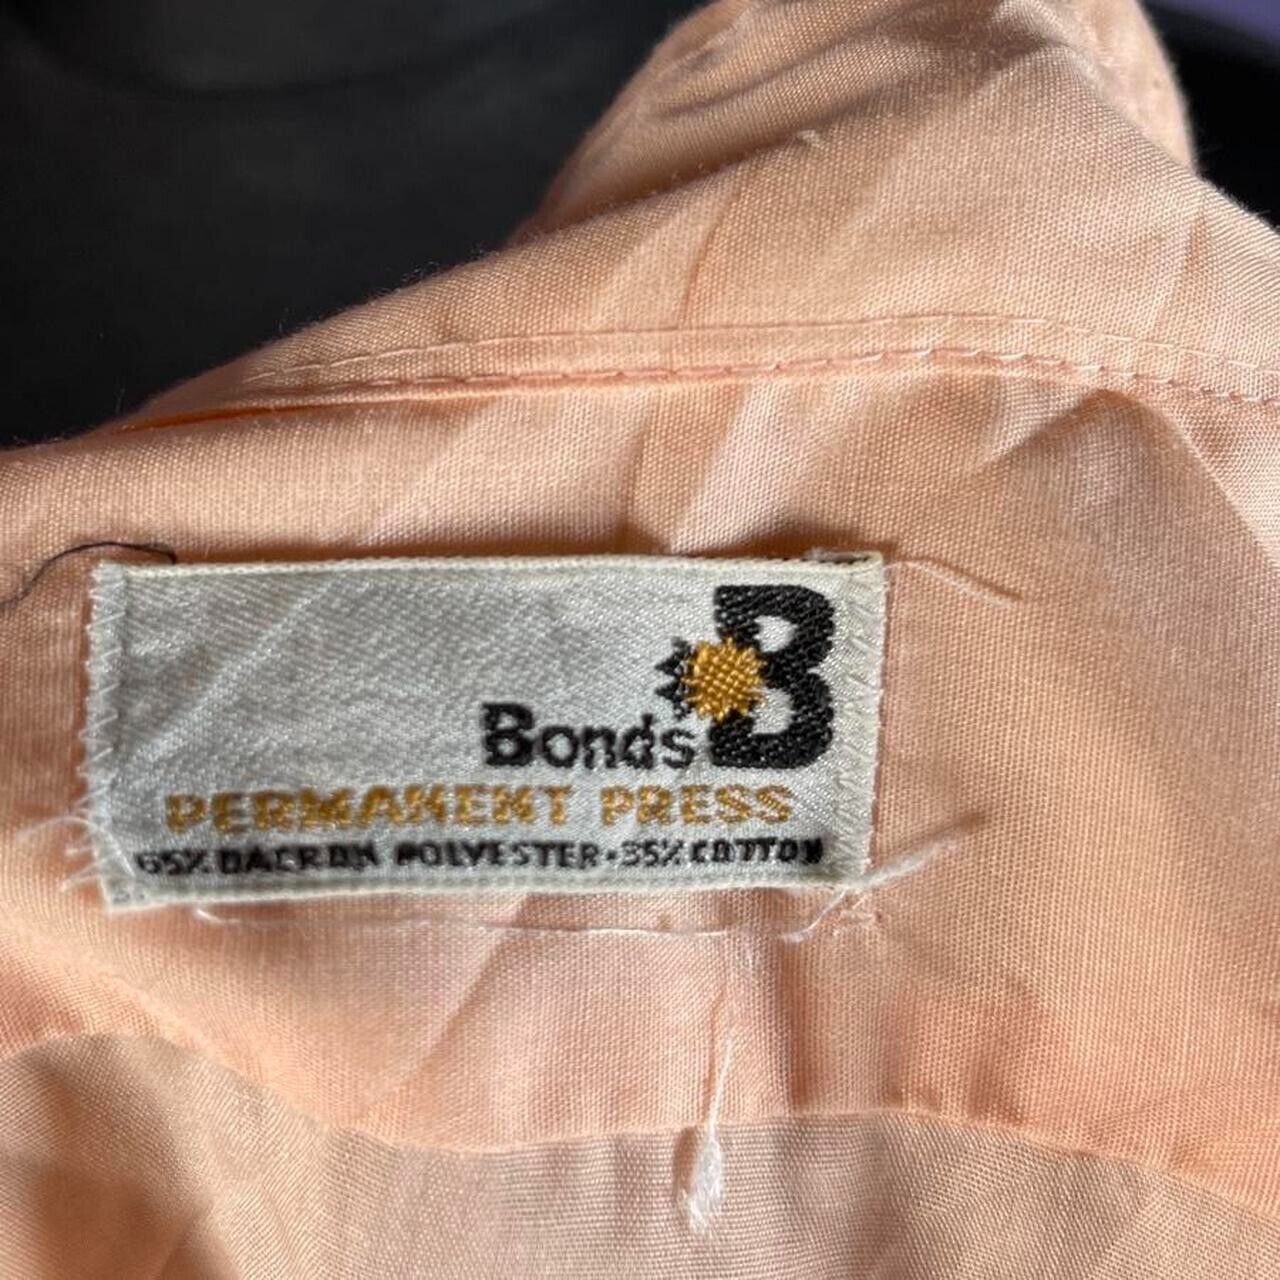 B
Bonds
PERMANENT PRESS
65% DACRON POLYESTER · 35% COTTON